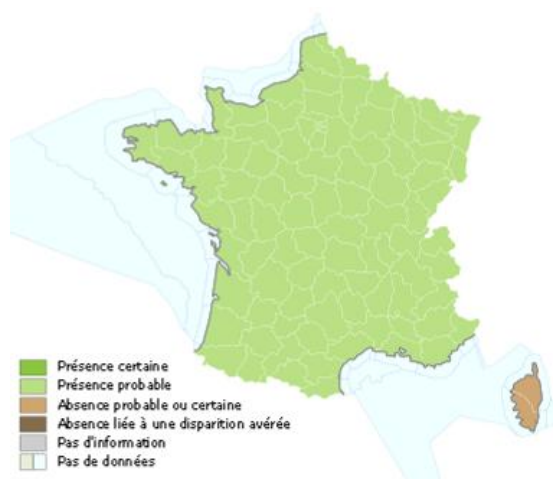 Présence certaine
Présence probable
Absence probable ou certaine
Absence liée à une disparition avérée
Pas d'information
Pas de données